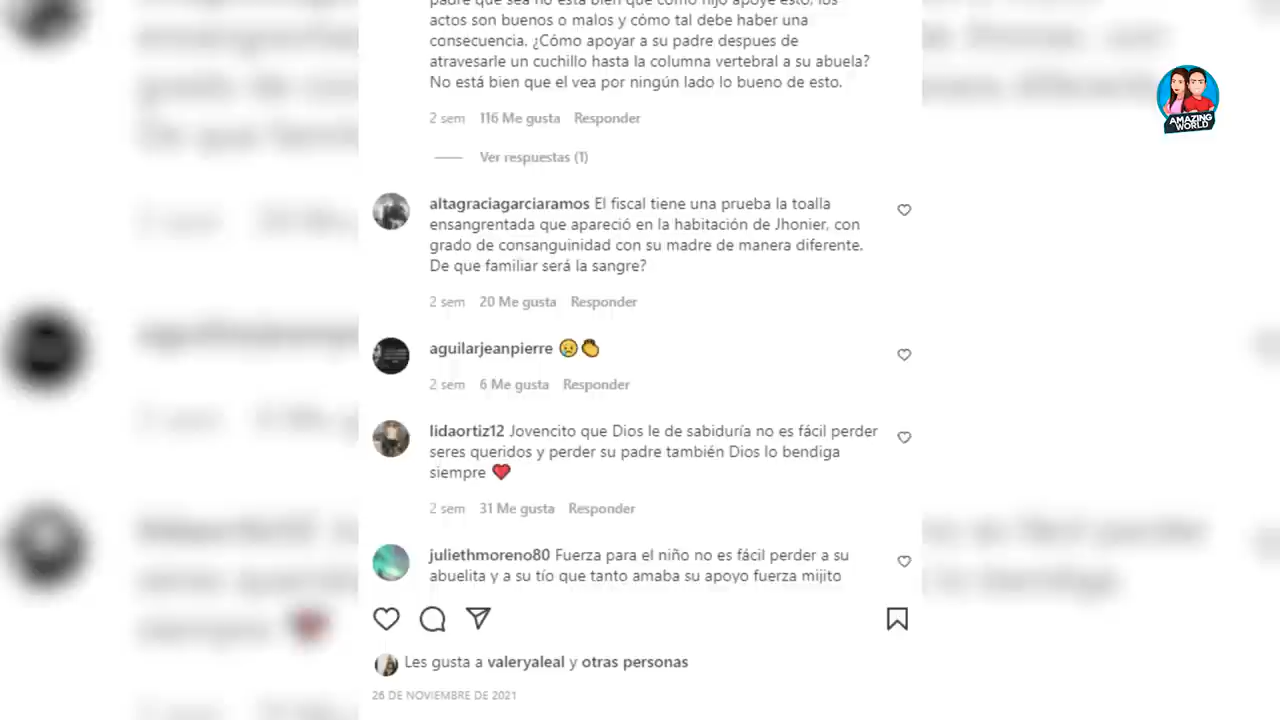 padre que sea no está bien que como hijo apoye esto, los
actos son buenos o malos y cómo tal debe haber una
consecuencia. ¿Cómo apoyar a su padre despues de
atravesarle un cuchillo hasta la columna vertebral a su abuela?
No está bien que el vea por ningún lado lo bueno de esto.
2 sem 116 Me gusta Responder
Ver respuestas (1)
altagraciagarciaramos El fiscal tiene una prueba la toalla
ensangrentada que apareció en la habitación de Jhonier, con
grado de consanguinidad con su madre de manera diferente.
De que familiar será la sangre?
2 sem 20 Me gusta Responder
aguilarjeanpierre 😢👏
2 sem 6 Me gusta Responder
lidaortiz12 Jovencito que Dios le de sabiduría no es fácil perder
seres queridos y perder su padre también Dios lo bendiga
siempre ❤️
2 sem 31 Me gusta Responder
juliethmoreno80 Fuerza para el niño no es fácil perder a su
abuelita y a su tío que tanto amaba su apoyo fuerza mijito
Les gusta a valeryaleal y otras personas
26 DE NOVIEMBRE DE 2021
AMAZING
WORLD